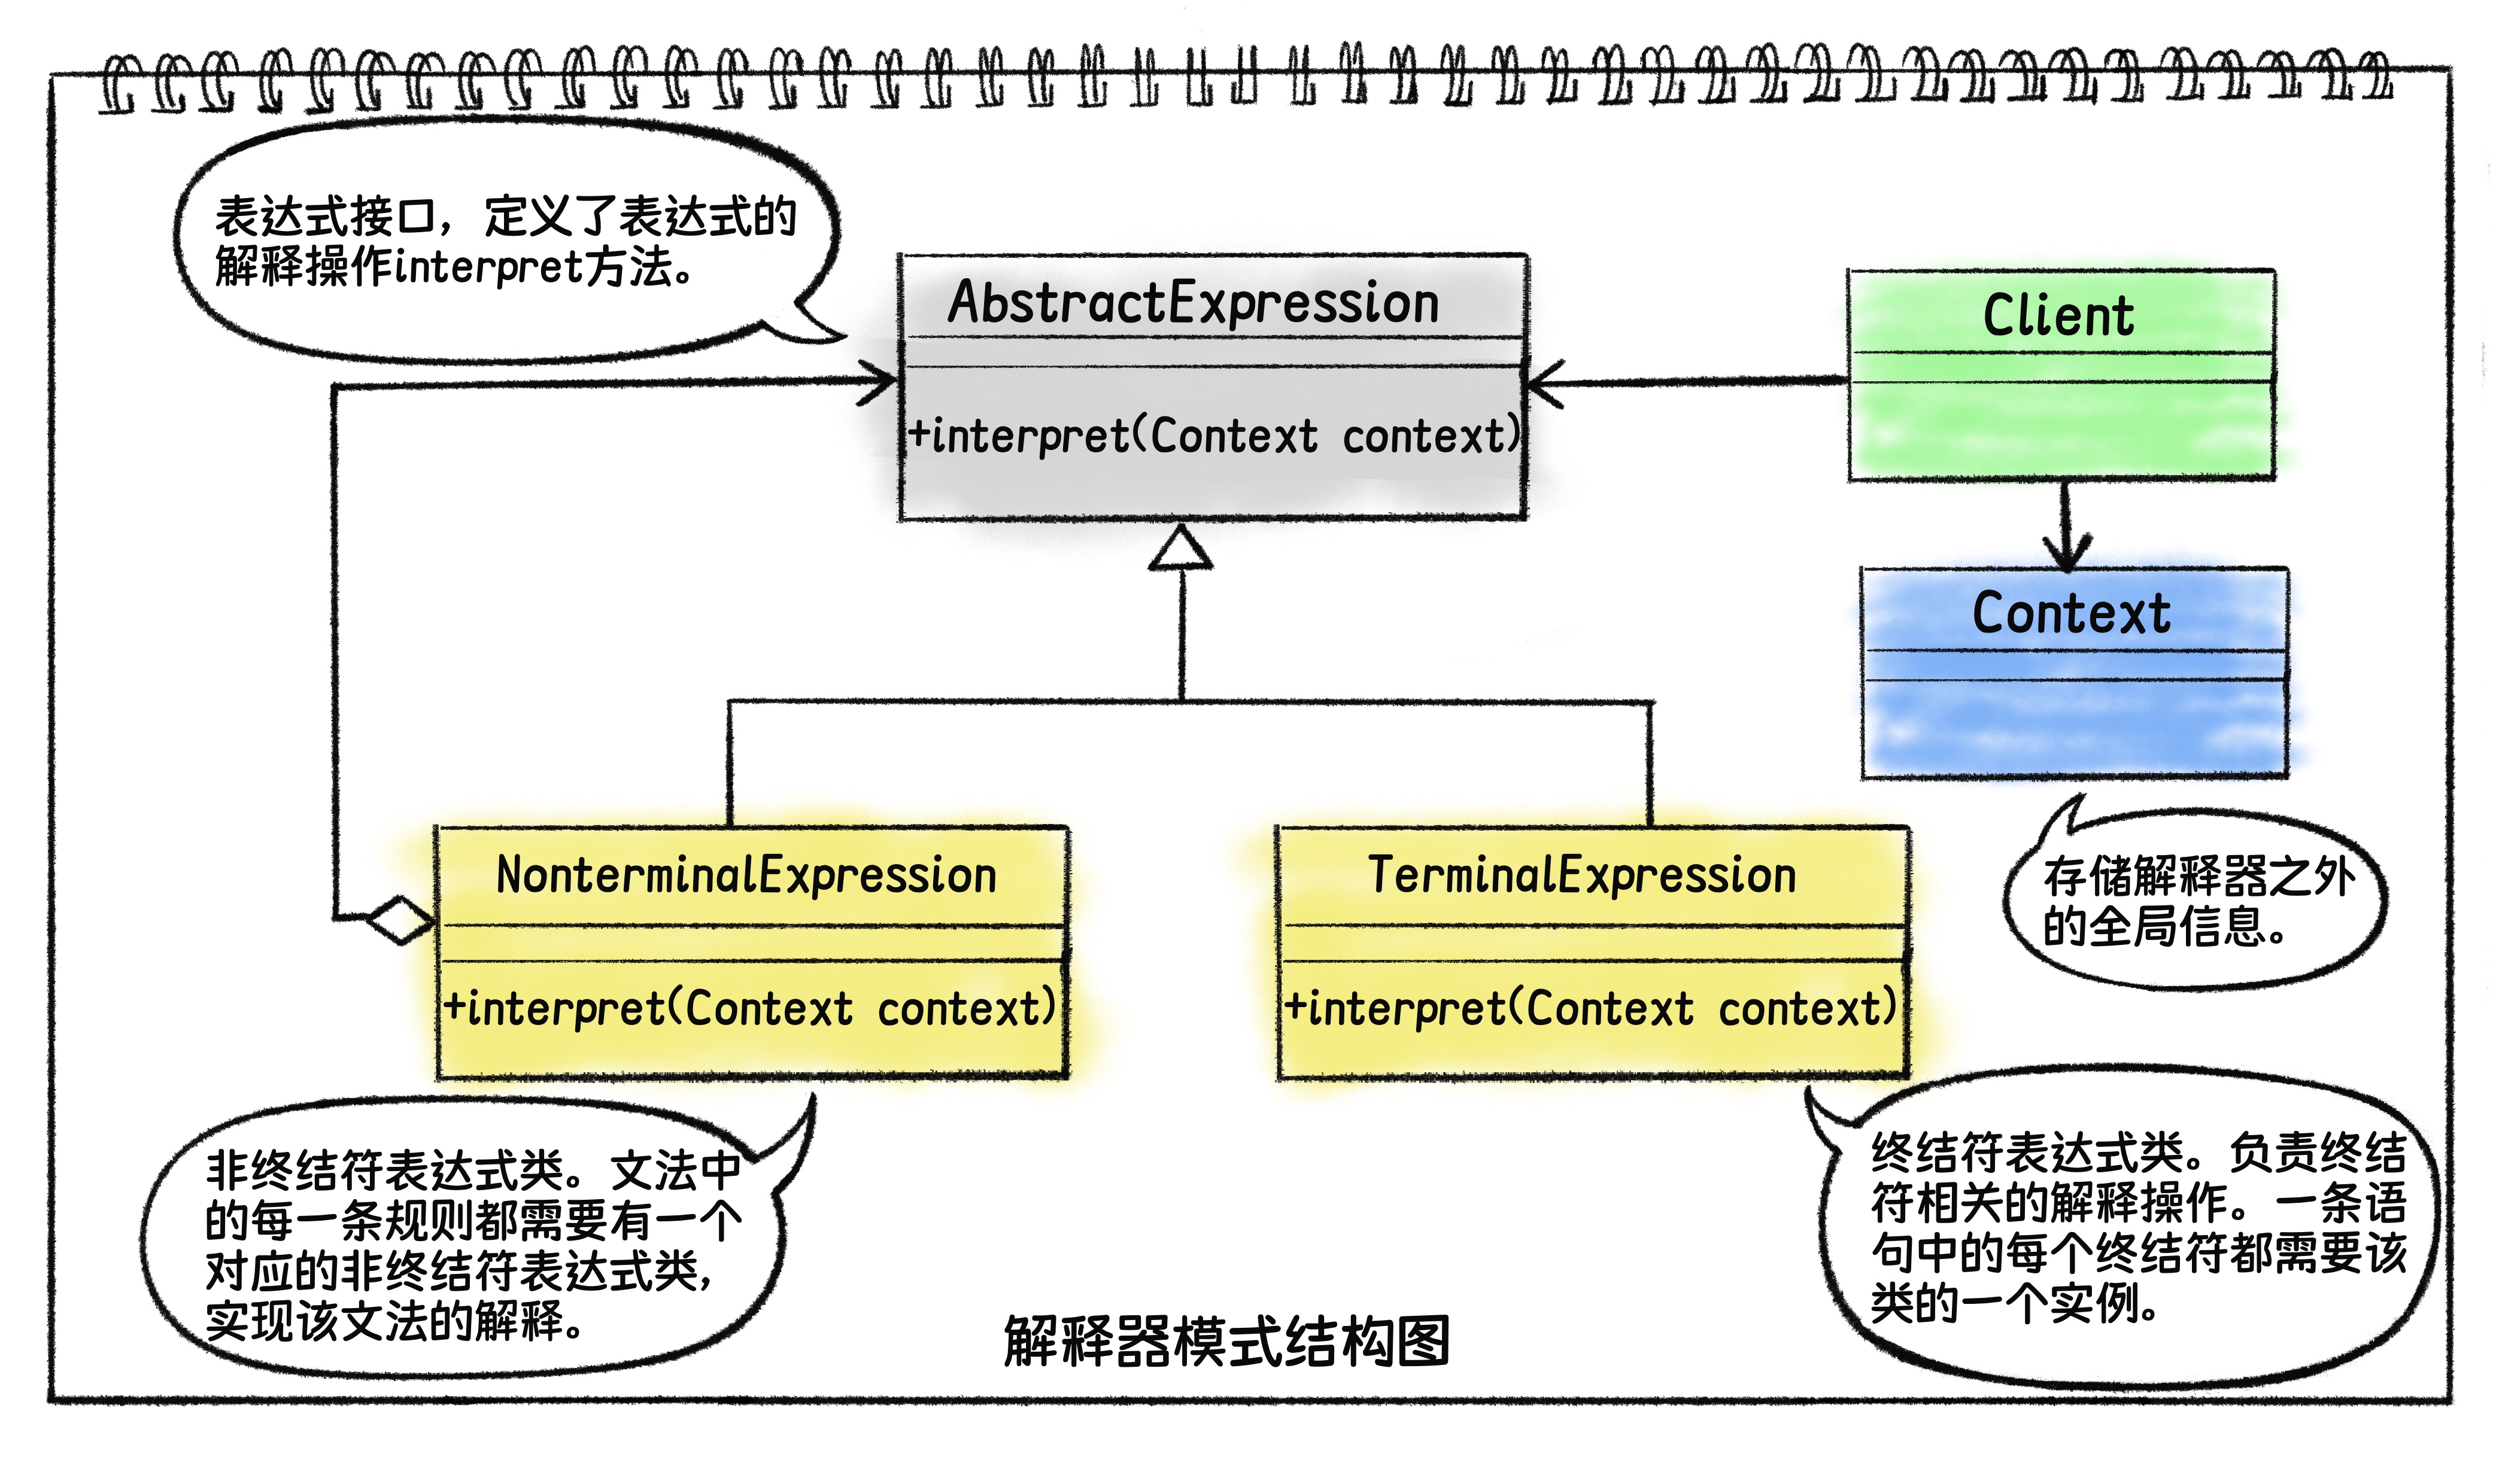 表达式接口，定义了表达式的
解释操作interpret方法。
AbstractExpression
+interpret(Context context)
Client
Context
存储解释器之外
的全局信息。
NonterminalExpression
+interpret(Context context)
TerminalExpression
+interpret(Context context)
非终结符表达式类。文法中
的每一条规则都需要有一个
对应的非终结符表达式类，
实现该文法的解释。
终结符表达式类。负责终结
符相关的解释操作。一条语
句中的每个终结符都需要该
类的一个实例。
解释器模式结构图